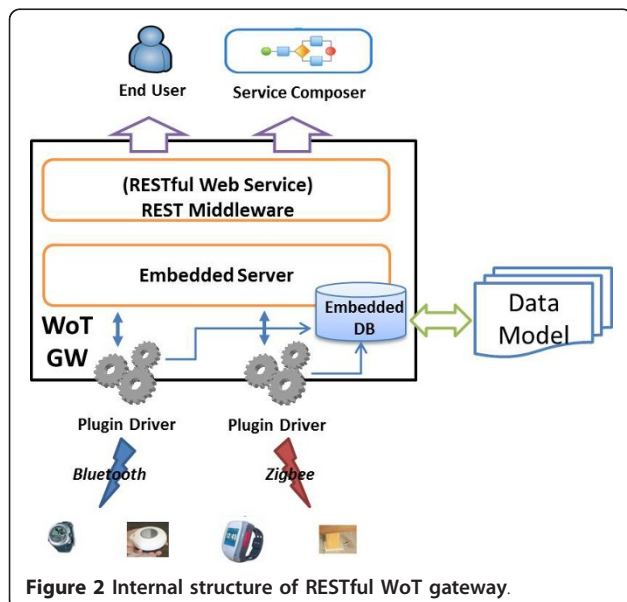 End User
Service Composer
(RESTful Web Service)
REST Middleware
Embedded Server
WoT
GW
Embedded
DB
Data
Model
Plugin Driver
Plugin Driver
Bluetooth
Zigbee
Figure 2 Internal structure of RESTful WoT gateway.